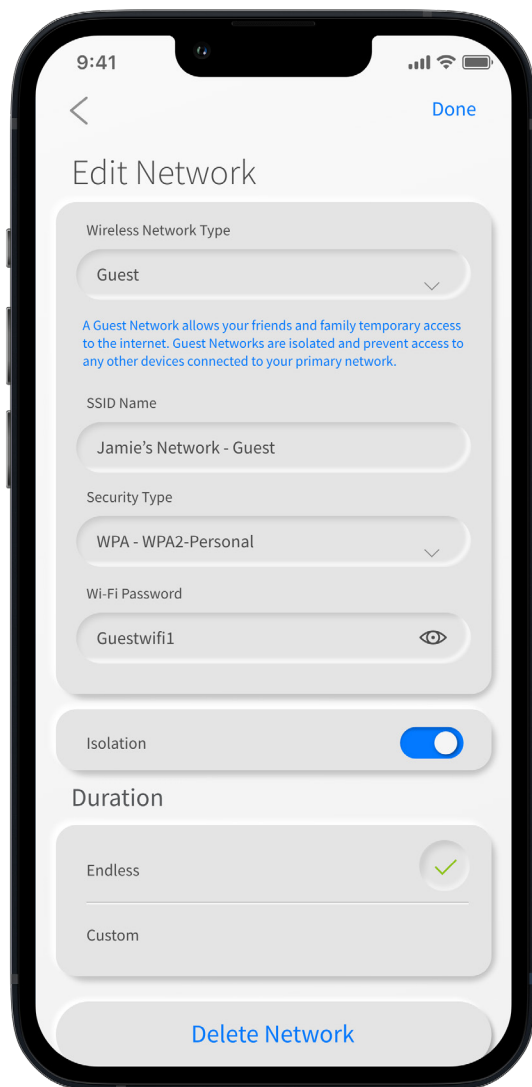 9:41
Done
Edit Network
Wireless Network Type
Guest
A Guest Network allows your friends and family temporary access
to the internet. Guest Networks are isolated and prevent access to
any other devices connected to your primary network.
SSID Name
Jamie’s Network - Guest
Security Type
WPA - WPA2-Personal
Wi-Fi Password
Guestwifi1
Isolation
Duration
Endless
Custom
Delete Network